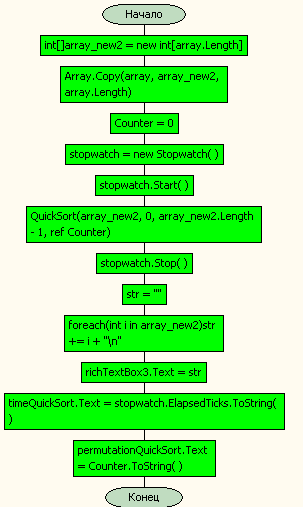 Начало
int[]array_new2 = new int[array.Length]
Array.Copy(array, array_new2,
array.Length)
Counter = 0
stopwatch = new Stopwatch( )
stopwatch.Start( )
QuickSort(array_new2, 0, array_new2.Length
- 1, ref Counter)
stopwatch.Stop( )
str = ""
foreach(int i in array_new2)str
+= i + "\n"
richTextBox3.Text = str
timeQuickSort.Text = stopwatch.ElapsedTicks.ToString(
)
permutationQuickSort.Text
= Counter.ToString( )
Конец